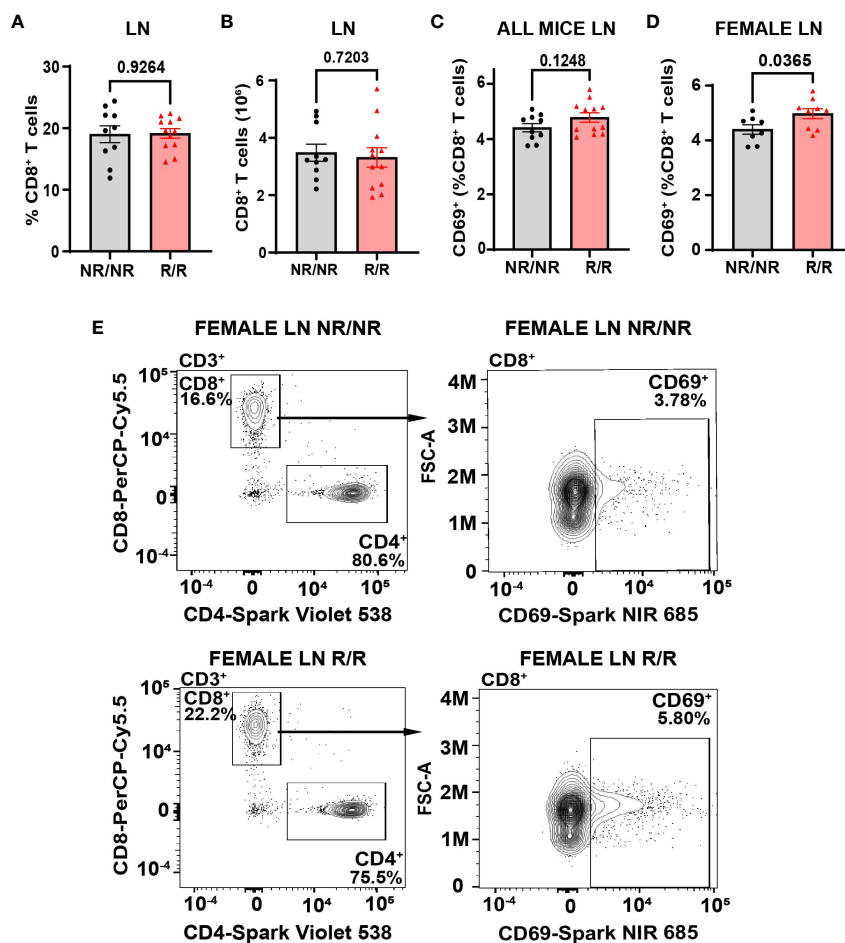 A
LN
0.9264
% CD8+ T cells
30
20
10
0
NR/NR
R/R
B
LN
0.7203
CD8+ T cells (10⁶)
6
4
2
0
NR/NR
R/R
C
ALL MICE LN
0.1248
CD69+ (%CD8+ T cells)
6
4
2
0
NR/NR
R/R
D
FEMALE LN
0.0365
CD69+ (%CD8+ T cells)
6
4
2
0
NR/NR
R/R
E
FEMALE LN NR/NR
CD3+
CD8+
16.6%
CD4+
80.6%
CD8-PerCP-Cy5.5
10⁵
10⁴
0
10⁻⁴
10⁻⁴
0
10⁴
10⁵
CD4-Spark Violet 538
FEMALE LN NR/NR
CD8+
CD69+
3.78%
FSC-A
4M
3M
2M
1M
0
10⁻⁴
0
10⁴
10⁵
CD69-Spark NIR 685
FEMALE LN R/R
CD3+
CD8+
22.2%
CD4+
75.5%
CD8-PerCP-Cy5.5
10⁵
10⁴
0
10⁻⁴
10⁻⁴
0
10⁴
10⁵
CD4-Spark Violet 538
FEMALE LN R/R
CD8+
CD69+
5.80%
FSC-A
4M
3M
2M
1M
0
10⁻⁴
0
10⁴
10⁵
CD69-Spark NIR 685